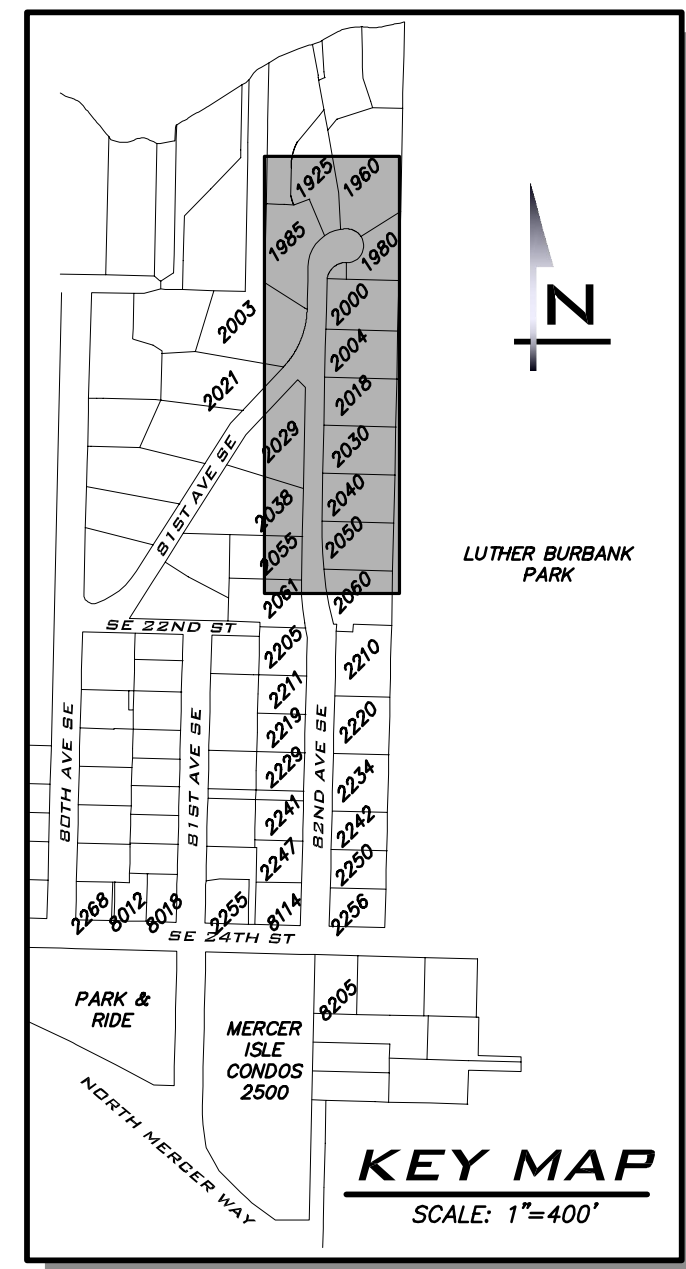 1925
1960
1985
1980
N
2000
2003
2004
2021
2018
2029
2030
81ST AVE SE
2038
2040
2055
2050
LUTHER BURBANK
PARK
2061
2060
SE 22ND ST
2205
2210
2211
2219
2220
80TH AVE SE
81ST AVE SE
82ND AVE SE
2229
2234
2241
2242
2247
2250
2268
8012
8018
2255
8114
2256
SE 24TH ST
PARK &
RIDE
8205
MERCER
ISLE
CONDOS
2500
NORTH MERCER WAY
KEY MAP
SCALE: 1"=400'